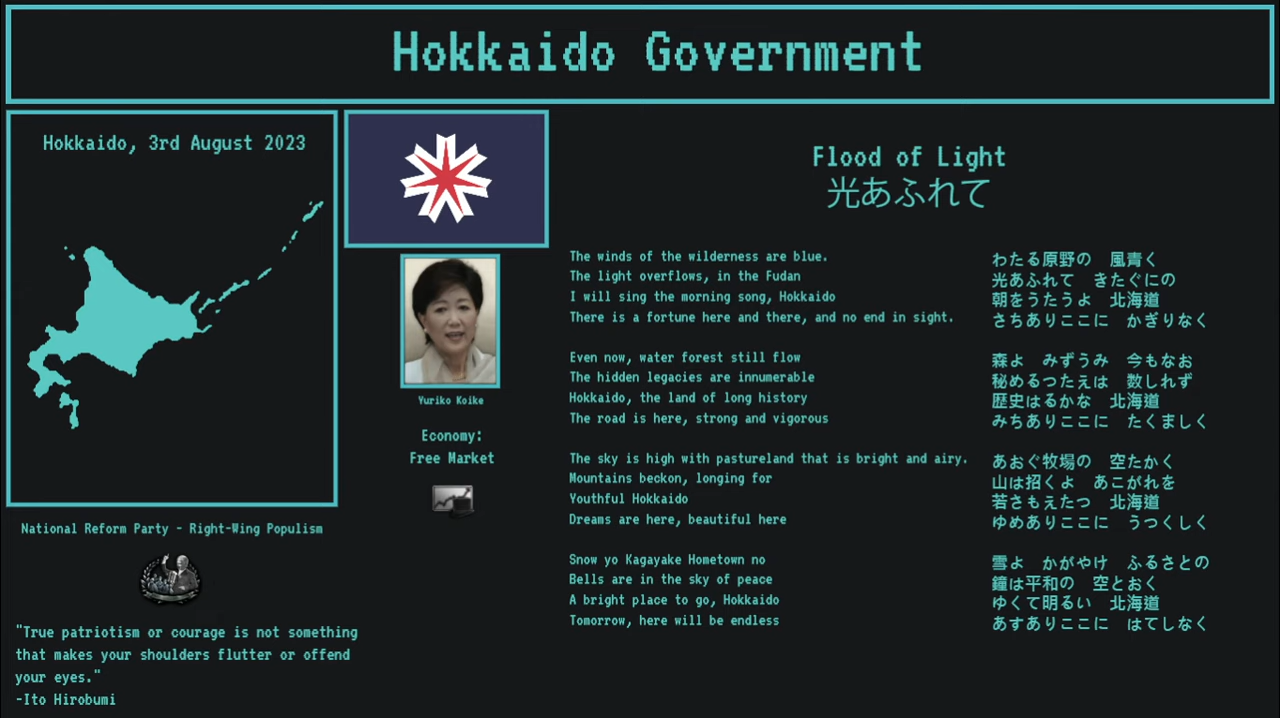 Hokkaido Government
Hokkaido, 3rd August 2023
National Reform Party - Right-Wing Populism
"True patriotism or courage is not something
that makes your shoulders flutter or offend
your eyes."
-Ito Hirobumi
Yuriko Koike
Economy:
Free Market
Flood of Light
光あふれて
The winds of the wilderness are blue.
The light overflows, in the Fudan
I will sing the morning song, Hokkaido
There is a fortune here and there, and no end in sight.
Even now, water forest still flow
The hidden legacies are innumerable
Hokkaido, the land of long history
The road is here, strong and vigorous
The sky is high with pastureland that is bright and airy.
Mountains beckon, longing for
Youthful Hokkaido
Dreams are here, beautiful here
Snow yo Kagayake Hometown no
Bells are in the sky of peace
A bright place to go, Hokkaido
Tomorrow, here will be endless
わたる原野の　風青く
光あふれて　きたぐにの
朝をうたうよ　北海道
さちありここに　かぎりなく
森よ　みずうみ　今もなお
秘めるつたえは　数しれず
歴史はるかな　北海道
みちありここに　たくましく
あおぐ牧場の　空たかく
山は招くよ　あこがれを
若さもえたつ　北海道
ゆめありここに　うつくしく
雪よ　かがやけ　ふるさとの
鐘は平和の　空とおく
ゆくて明るい　北海道
あすありここに　はてしなく